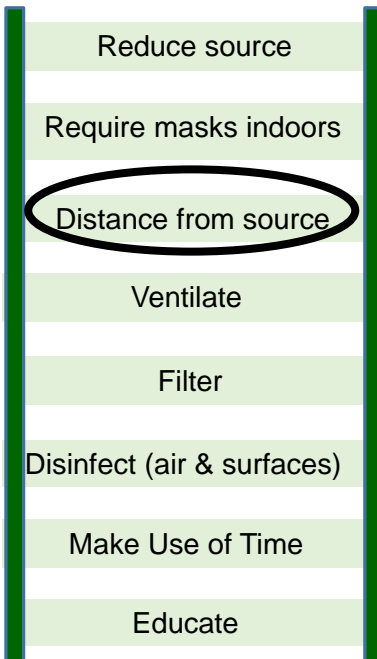 Reduce source
Require masks indoors
Distance from source
Ventilate
Filter
Disinfect (air & surfaces)
Make Use of Time
Educate